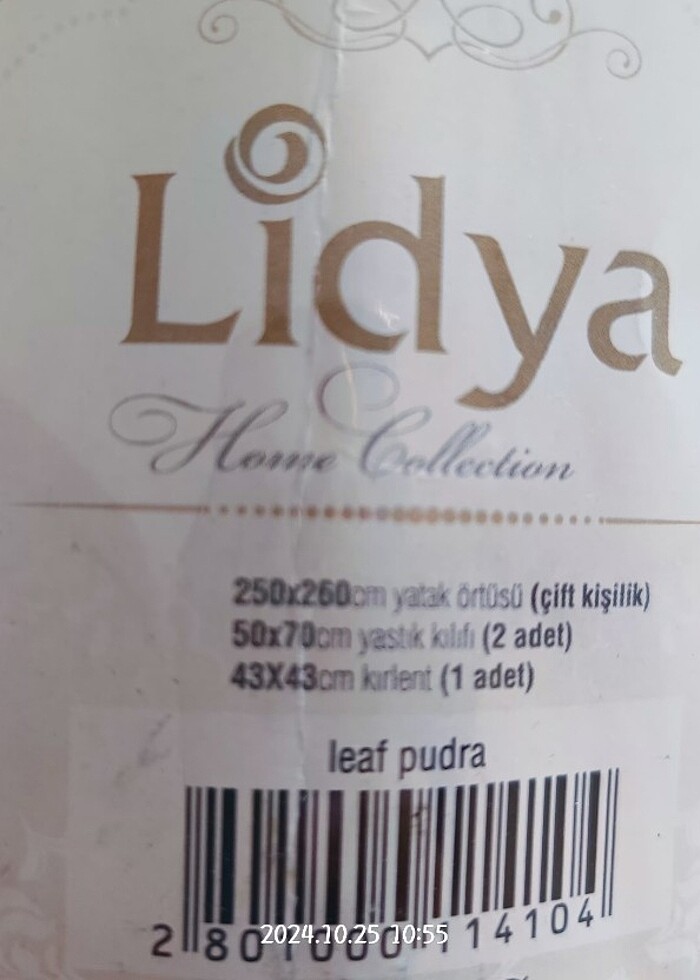 Lidya
Home Collection
250x260cm yatak örtüsü (çift kişilik)
50x70cm yastık kılıfı (2 adet)
43X43cm kırlent (1 adet)
leaf pudra
2024.10.25 10:55